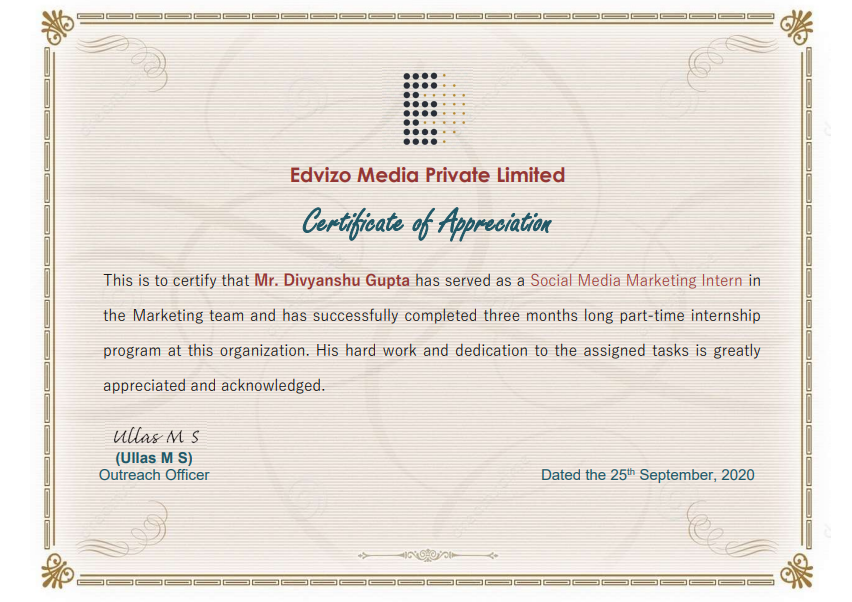 Edvizo Media Private Limited
Certificate of Appreciation
This is to certify that Mr. Divyanshu Gupta has served as a Social Media Marketing Intern in
the Marketing team and has successfully completed three months long part-time internship
program at this organization. His hard work and dedication to the assigned tasks is greatly
appreciated and acknowledged.
Ullas M S
(Ullas M S)
Outreach Officer
Dated the 25th September, 2020